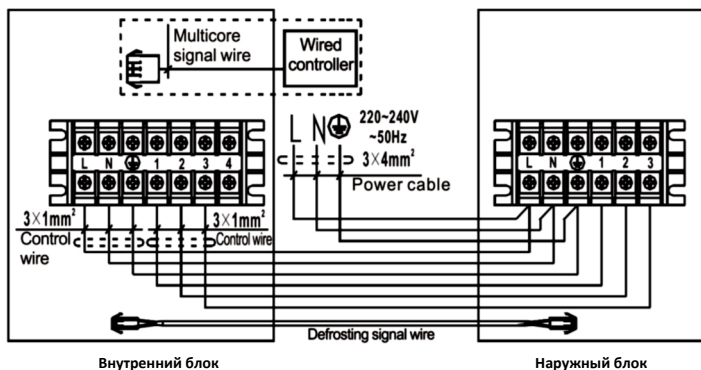 Multicore
signal wire
Wired
controller
L N 220~240V
~50Hz
3×4mm²
Power cable
L N 1 2 3 4
L N 1 2 3
3×1mm²
Control
wire
3×1mm²
Control wire
Defrosting signal wire
Внутренний блок
Наружный блок